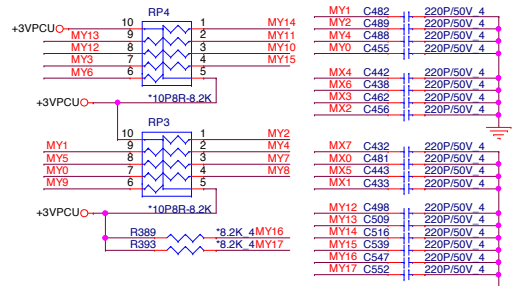 RP4
+3VPCU 10 1 MY14
MY13 9 2 MY11
MY12 8 3 MY10
MY3 7 4 MY15
MY6 6 5
*10P8R-8.2K
+3VPCU
RP3
10 1 MY2
MY1 9 2 MY4
MY5 8 3 MY7
MY0 7 4 MY8
MY9 6 5
*10P8R-8.2K
+3VPCU
R389 *8.2K_4 MY16
R393 *8.2K_4 MY17
MY1 C482 220P/50V_4
MY2 C489 220P/50V_4
MY4 C488 220P/50V_4
MY0 C455 220P/50V_4
MX4 C442 220P/50V_4
MX6 C438 220P/50V_4
MX3 C462 220P/50V_4
MX2 C456 220P/50V_4
MX7 C432 220P/50V_4
MX0 C481 220P/50V_4
MX5 C443 220P/50V_4
MX1 C433 220P/50V_4
MY12 C498 220P/50V_4
MY13 C509 220P/50V_4
MY14 C516 220P/50V_4
MY15 C539 220P/50V_4
MY16 C547 220P/50V_4
MY17 C552 220P/50V_4